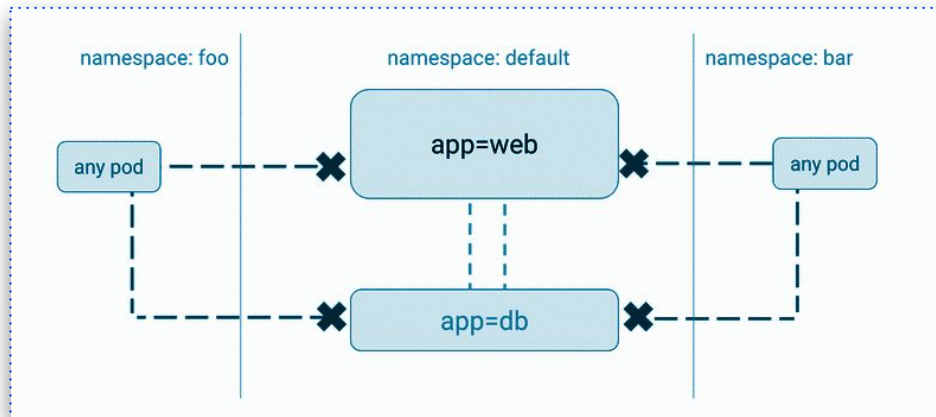 namespace: foo
namespace: default
namespace: bar
app=web
any pod
any pod
app=db